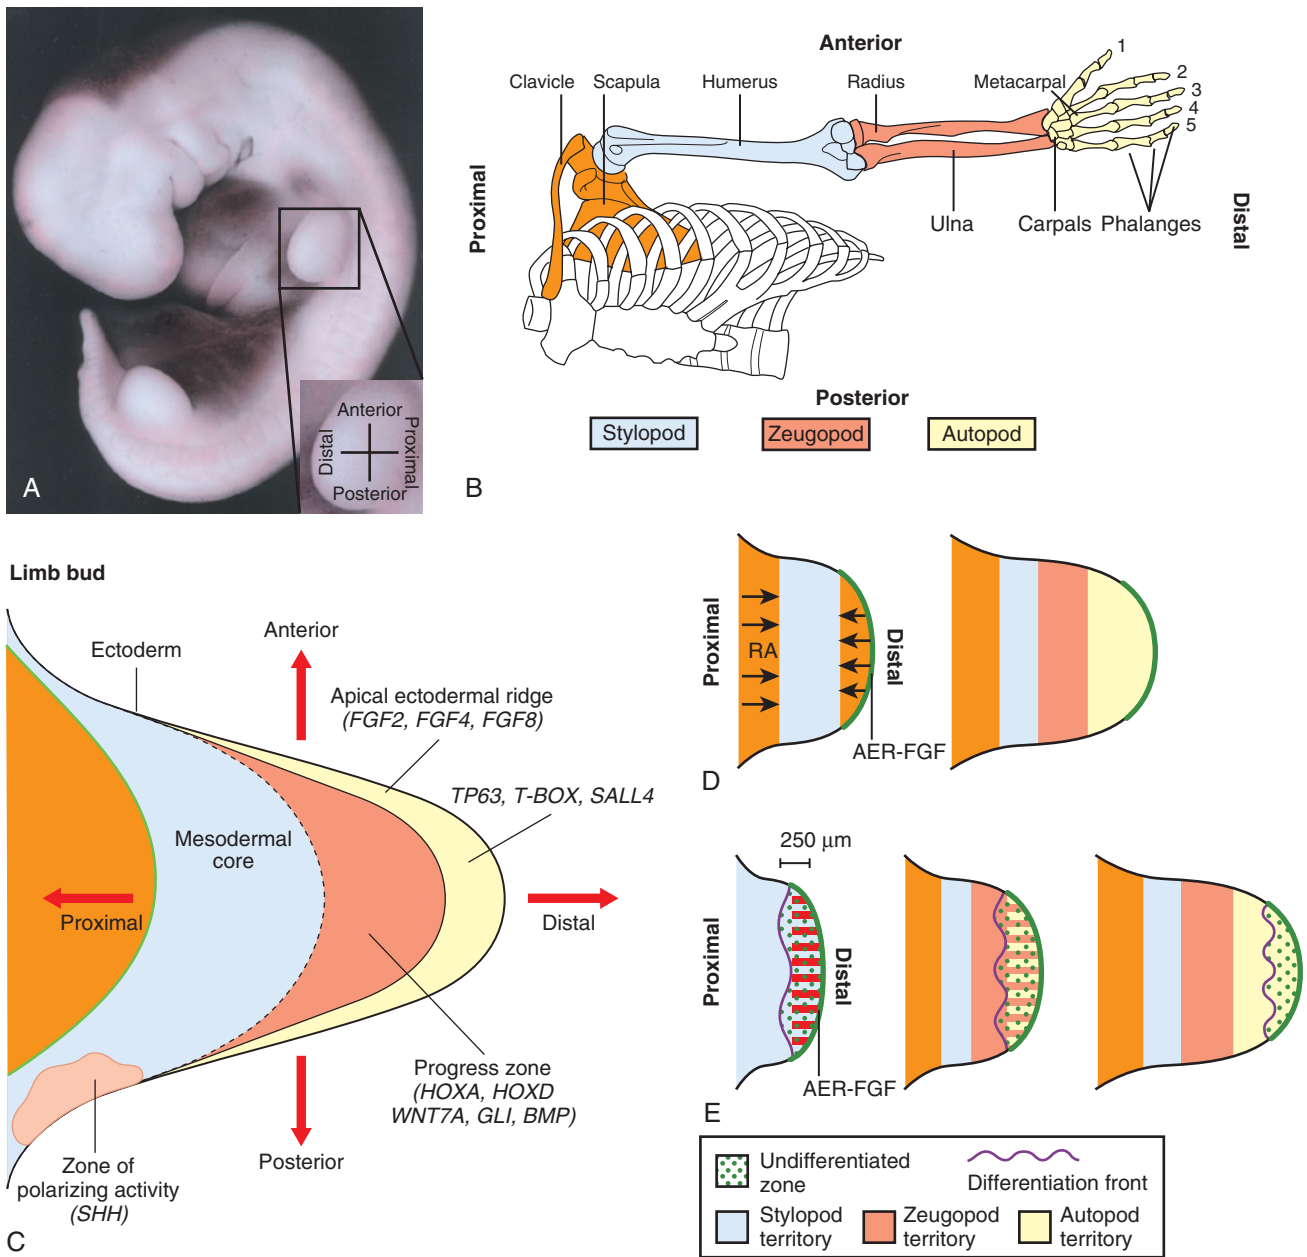 A
Anterior
Distal
Proximal
Posterior
Anterior
Clavicle
Scapula
Humerus
Radius
Metacarpal
1
2
3
4
5
Proximal
Distal
Ulna
Carpals
Phalanges
Posterior
Stylopod
Zeugopod
Autopod
B
Limb bud
Ectoderm
Anterior
Apical ectodermal ridge
(FGF2, FGF4, FGF8)
TP63, T-BOX, SALL4
Mesodermal
core
Proximal
Distal
Progress zone
(HOXA, HOXD
WNT7A, GLI, BMP)
Posterior
Zone of
polarizing activity
(SHH)
C
Proximal
RA
Distal
AER-FGF
D
250 μm
Proximal
Distal
AER-FGF
E
Undifferentiated
zone
Differentiation front
Stylopod
territory
Zeugopod
territory
Autopod
territory